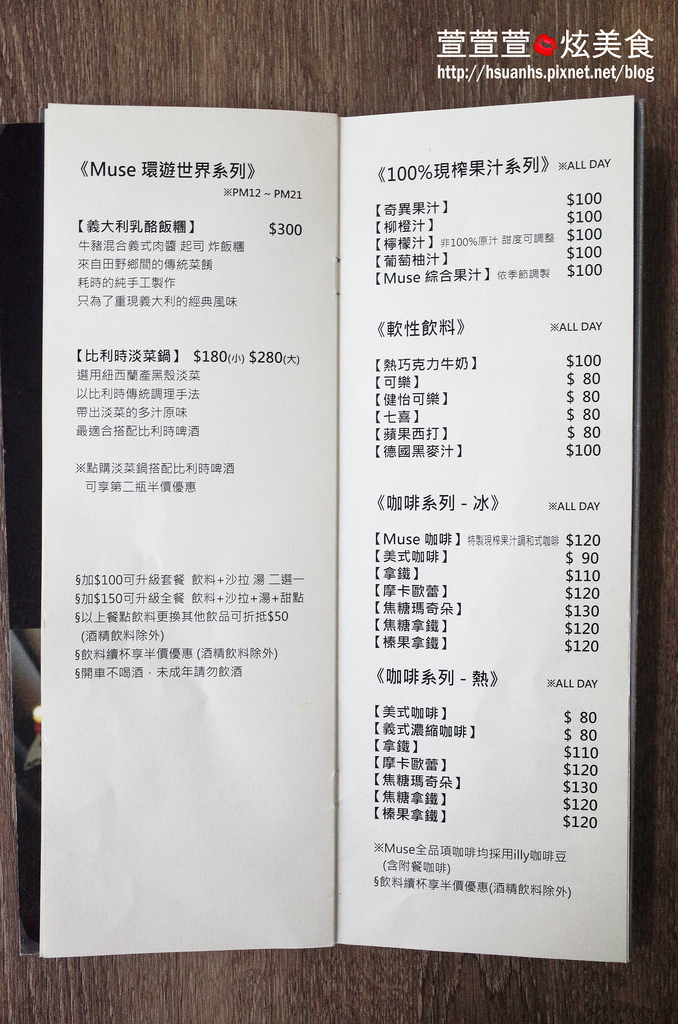 萱萱萱 炫美食
http://hsuanhs.pixnet.net/blog
《Muse 環遊世界系列》
※PM12 ~ PM21
【義大利乳酪飯糰】 $300
牛豬混合義式肉醬 起司 炸飯糰
來自田野鄉間的傳統菜餚
耗時的純手工製作
只為了重現義大利的經典風味
【比利時淡菜鍋】 $180(小) $280(大)
選用紐西蘭產黑殼淡菜
以比利時傳統調理手法
帶出淡菜的多汁原味
最適合搭配比利時啤酒
※點購淡菜鍋搭配比利時啤酒
可享第二瓶半價優惠
§加$100可升級套餐 飲料+沙拉 湯 二選一
§加$150可升級全餐 飲料+沙拉+湯+甜點
§以上餐點飲料更換其他飲品可折抵$50
(酒精飲料除外)
§飲料續杯享半價優惠 (酒精飲料除外)
§開車不喝酒．未成年請勿飲酒
《100%現榨果汁系列》 ※ALL DAY
【奇異果汁】 $100
【柳橙汁】 $100
【檸檬汁】非100%原汁 甜度可調整 $100
【葡萄柚汁】 $100
【Muse 綜合果汁】依季節調製 $100
《軟性飲料》 ※ALL DAY
【熱巧克力牛奶】 $100
【可樂】 $ 80
【健怡可樂】 $ 80
【七喜】 $ 80
【蘋果西打】 $ 80
【德國黑麥汁】 $100
《咖啡系列 - 冰》 ※ALL DAY
【Muse 咖啡】特製現榨果汁調和式咖啡 $120
【美式咖啡】 $ 90
【拿鐵】 $110
【摩卡歐蕾】 $120
【焦糖瑪奇朵】 $130
【焦糖拿鐵】 $120
【榛果拿鐵】 $120
《咖啡系列 - 熱》 ※ALL DAY
【美式咖啡】 $ 80
【義式濃縮咖啡】 $ 80
【拿鐵】 $110
【摩卡歐蕾】 $120
【焦糖瑪奇朵】 $130
【焦糖拿鐵】 $120
【榛果拿鐵】 $120
※Muse全品項咖啡均採用illy咖啡豆
(含附餐咖啡)
§飲料續杯享半價優惠(酒精飲料除外)